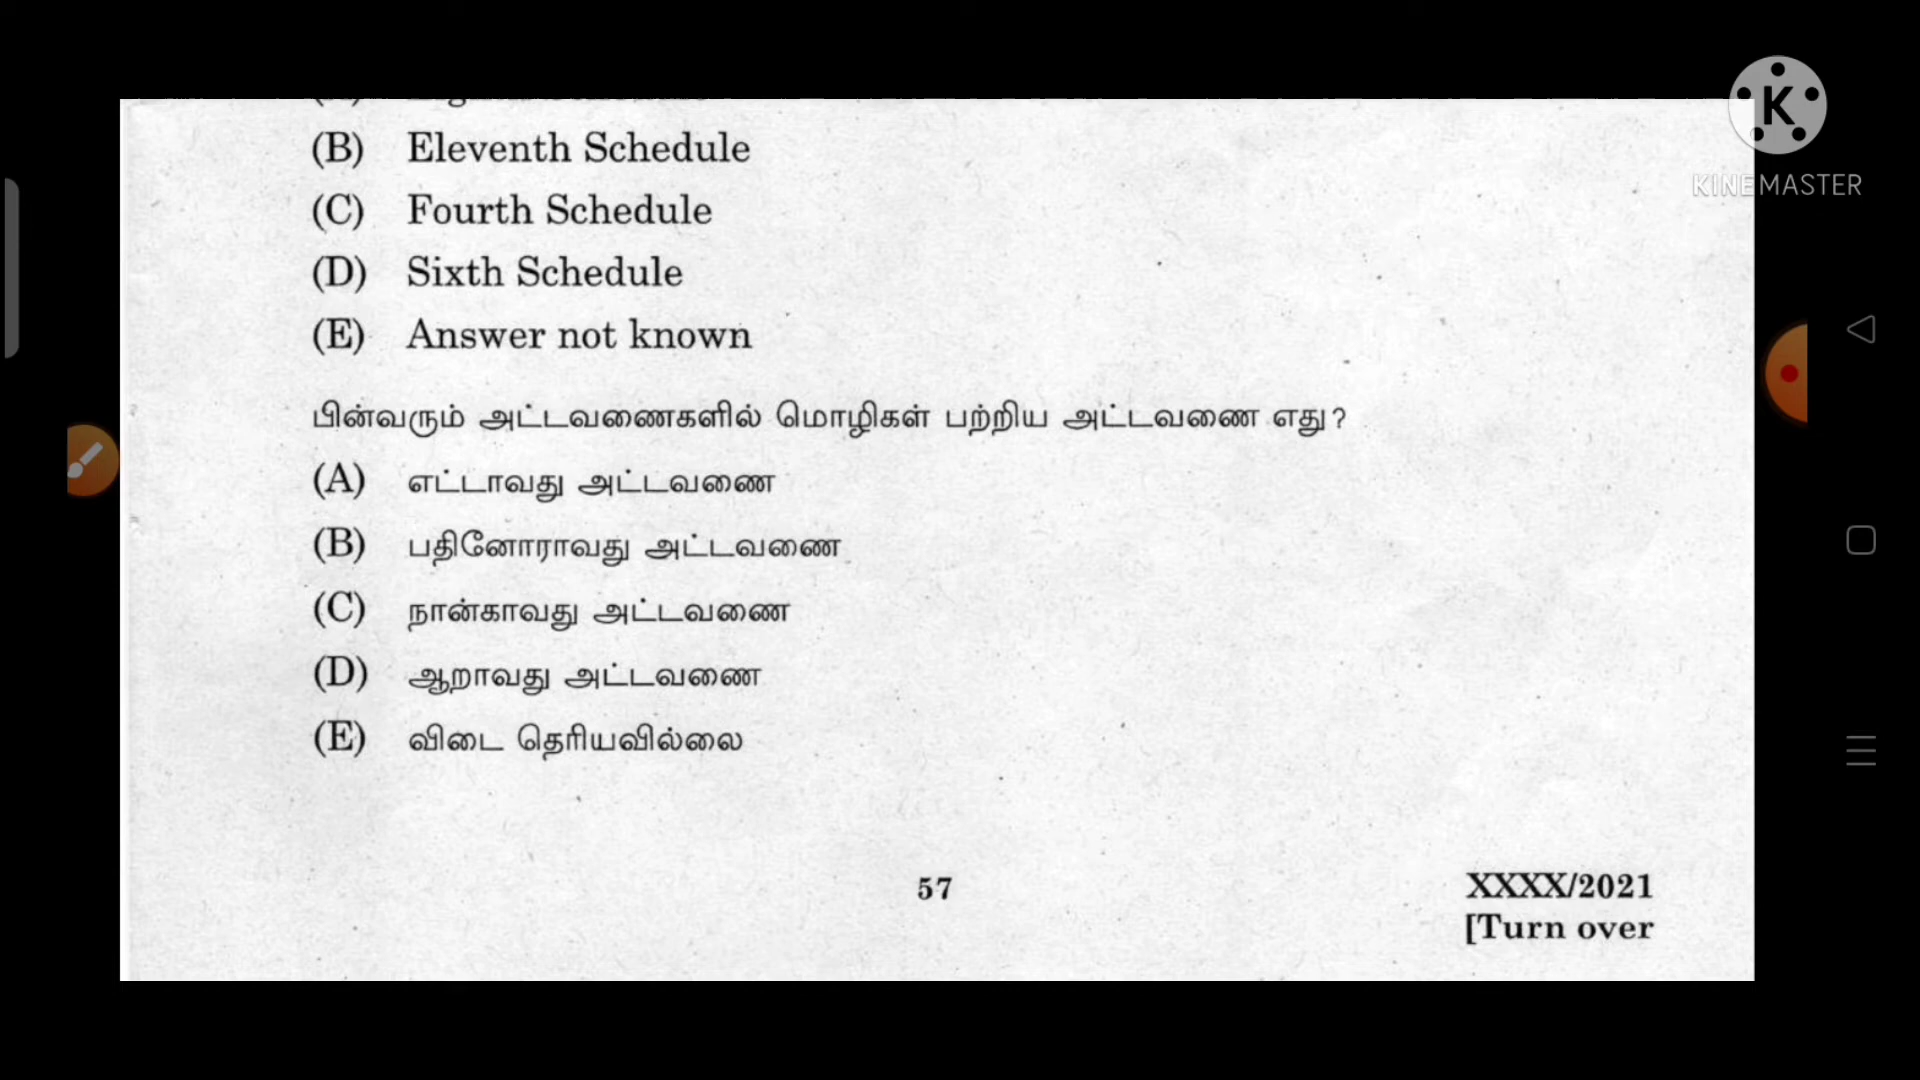 (B) Eleventh Schedule
(C) Fourth Schedule
(D) Sixth Schedule
(E) Answer not known
பின்வரும் அட்டவணைகளில் மொழிகள் பற்றிய அட்டவணை எது?
(A) எட்டாவது அட்டவணை
(B) பதினோராவது அட்டவணை
(C) நான்காவது அட்டவணை
(D) ஆறாவது அட்டவணை
(E) விடை தெரியவில்லை
57
XXXX/2021
[Turn over
K
KINEMASTER